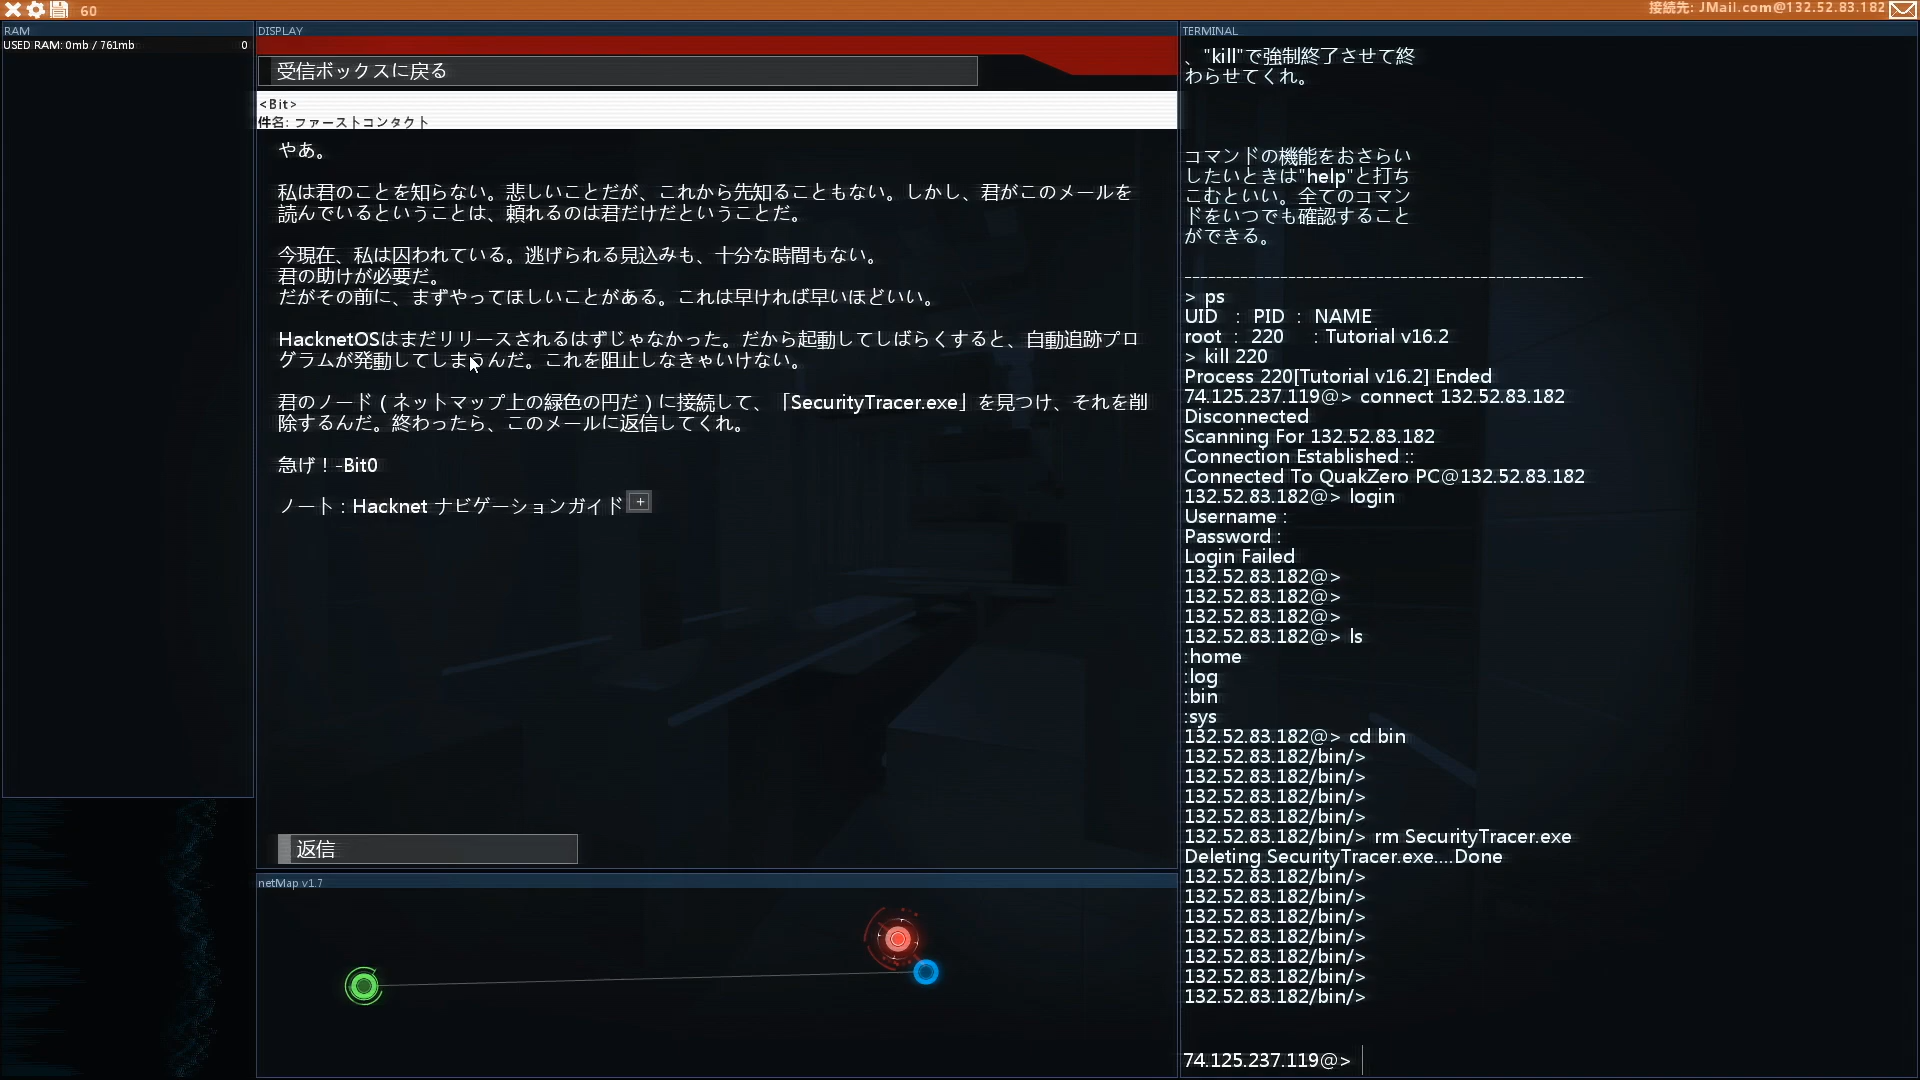 60
接続先: JMail.com@132.52.83.182
RAM
USED RAM: 0mb / 761mb 0
DISPLAY
受信ボックスに戻る
<Bit>
件名: ファーストコンタクト
やあ。
私は君のことを知らない。悲しいことだが、これから先知ることもない。しかし、君がこのメールを
読んでいるということは、頼れるのは君だけだということだ。
今現在、私は囚われている。逃げられる見込みも、十分な時間もない。
君の助けが必要だ。
だがその前に、まずやってほしいことがある。これは早ければ早いほどいい。
HacknetOSはまだリリースされるはずじゃなかった。だから起動してしばらくすると、自動追跡プロ
グラムが発動してしまうんだ。これを阻止しなきゃいけない。
君のノード ( ネットマップ上の緑色の円だ ) に接続して、「SecurityTracer.exe」を見つけ、それを削
除するんだ。終わったら、このメールに返信してくれ。
急げ！-Bit0
ノート : Hacknet ナビゲーションガイド +
返信
netMap v1.7
TERMINAL
、"kill"で強制終了させて終
わらせてくれ。
コマンドの機能をおさらい
したいときは"help"と打ち
こむといい。全てのコマン
ドをいつでも確認すること
ができる。
--------------------------------------------------
> ps
UID : PID : NAME
root : 220 : Tutorial v16.2
> kill 220
Process 220[Tutorial v16.2] Ended
74.125.237.119@> connect 132.52.83.182
Disconnected
Scanning For 132.52.83.182
Connection Established ::
Connected To QuakZero PC@132.52.83.182
132.52.83.182@> login
Username :
Password :
Login Failed
132.52.83.182@>
132.52.83.182@>
132.52.83.182@>
132.52.83.182@> ls
:home
:log
:bin
:sys
132.52.83.182@> cd bin
132.52.83.182/bin/>
132.52.83.182/bin/>
132.52.83.182/bin/>
132.52.83.182/bin/>
132.52.83.182/bin/> rm SecurityTracer.exe
Deleting SecurityTracer.exe....Done
132.52.83.182/bin/>
132.52.83.182/bin/>
132.52.83.182/bin/>
132.52.83.182/bin/>
132.52.83.182/bin/>
132.52.83.182/bin/>
132.52.83.182/bin/>
74.125.237.119@>